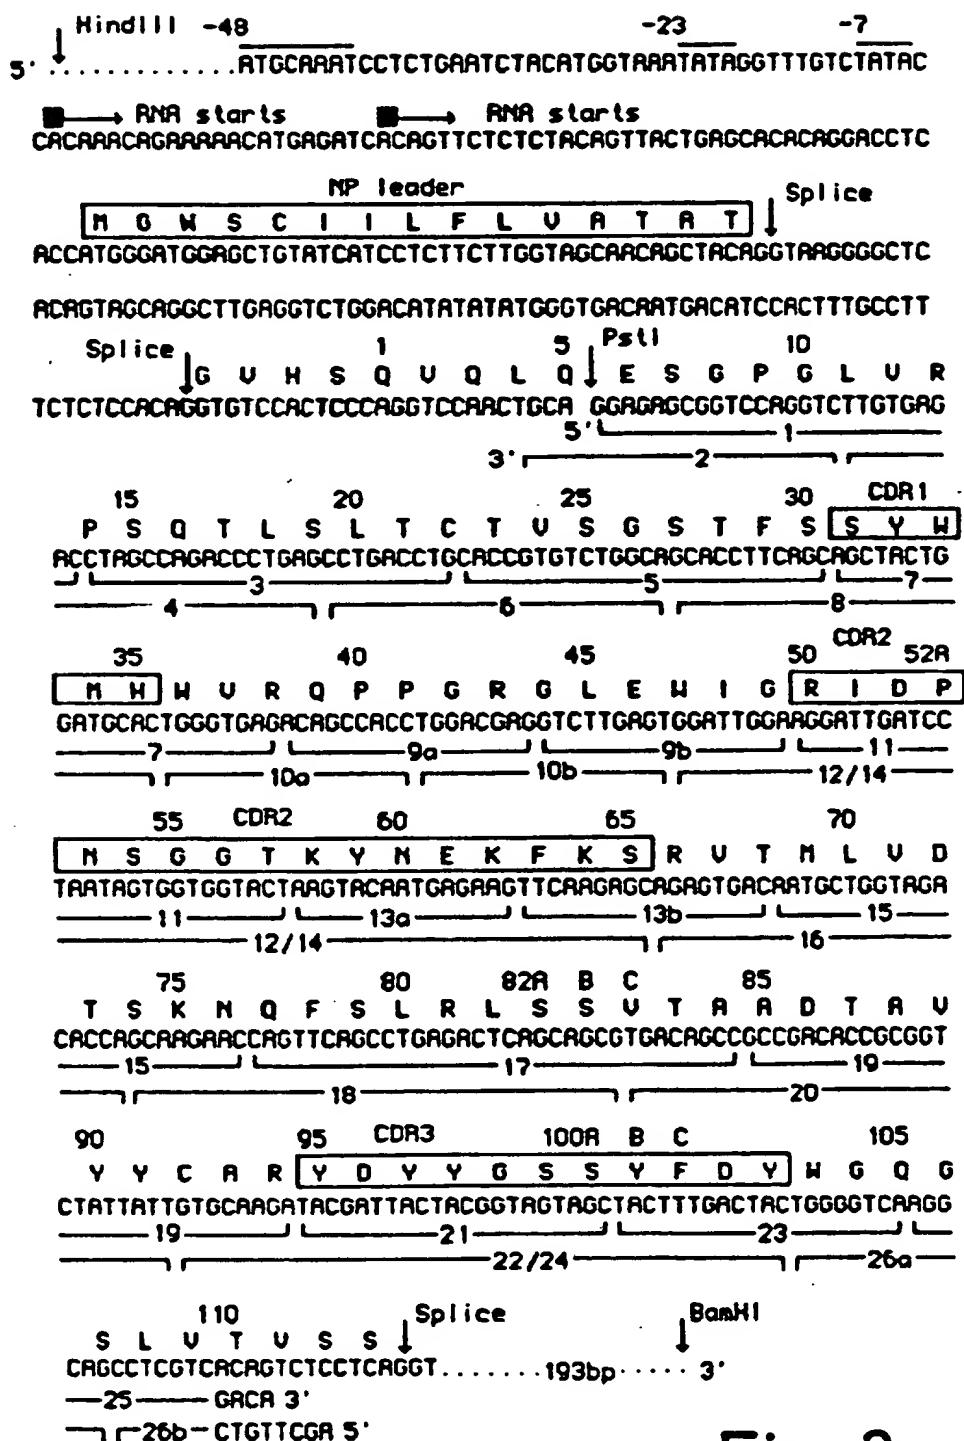 HindIII -48 -23 -7
5' ............ATGCAAATCCTCTGAATCTACATGGTAAATATAGGTTTGTCTATAC
RNA starts RNA starts
CACAAACAGAAAAACATGAGATCACAGTTCTCTCTACAGTTACTGAGCACACAGGACCTC
NP leader Splice
M G W S C I I L F L V A T A T
ACCATGGGATGGAGCTGTATCATCCTCTTCTTGGTAGCAACAGCTACAGGTAAGGGGCTC
ACAGTAGCAGGCTTGAGGTCTGGACATATATATGGGTGACAATGACATCCACTTTGCCTT
Splice 1 5 PstI 10
G V H S Q V Q L Q E S G P G L V R
TCTCTCCACAGGTGTCCACTCCCAGGTCCAACTGCA GGAGAGCGGTCCAGGTCTTGTGAG
5' 1
3' 2
15 20 25 30 CDR1
P S Q T L S L T C T V S G S T F S S Y W
ACCTAGCCAGACCCTGAGCCTGACCTGCACCGTGTCTGGCAGCACCTTCAGCAGCTACTG
3 5 7
4 6 8
35 40 45 50 CDR2 52A
M H W V R Q P P G R G L E W I G R I D P
GATGCACTGGGTGAGACAGCCACCTGGACGAGGTCTTGAGTGGATTGGAAGGATTGATCC
7 9a 9b 11
10a 10b 12/14
55 CDR2 60 65 70
N S G G T K Y N E K F K S R V T M L V D
TAATAGTGGTGGTACTAAGTACAATGAGAAGTTCAAGAGCAGAGTGACAATGCTGGTAGA
11 13a 13b 15
12/14 16
75 80 82A B C 85
T S K N Q F S L R L S S V T A A D T A V
CACCAGCAAGAACCAGTTCAGCCTGAGACTCAGCAGCGTGACAGCCGCCGACACCGCGGT
15 17 19
18 20
90 95 CDR3 100A B C 105
Y Y C A R Y D Y Y G S S Y F D Y W G Q G
CTATTATTGTGCAAGATACGATTACTACGGTAGTAGCTACTTTGACTACTGGGGTCAAGG
19 21 23
22/24 26a
110 Splice BamHI
S L V T V S S
CAGCCTCGTCACAGTCTCCTCAGGT.......193bp...... 3'
25 GACA 3'
26b CTGTTCGA 5'